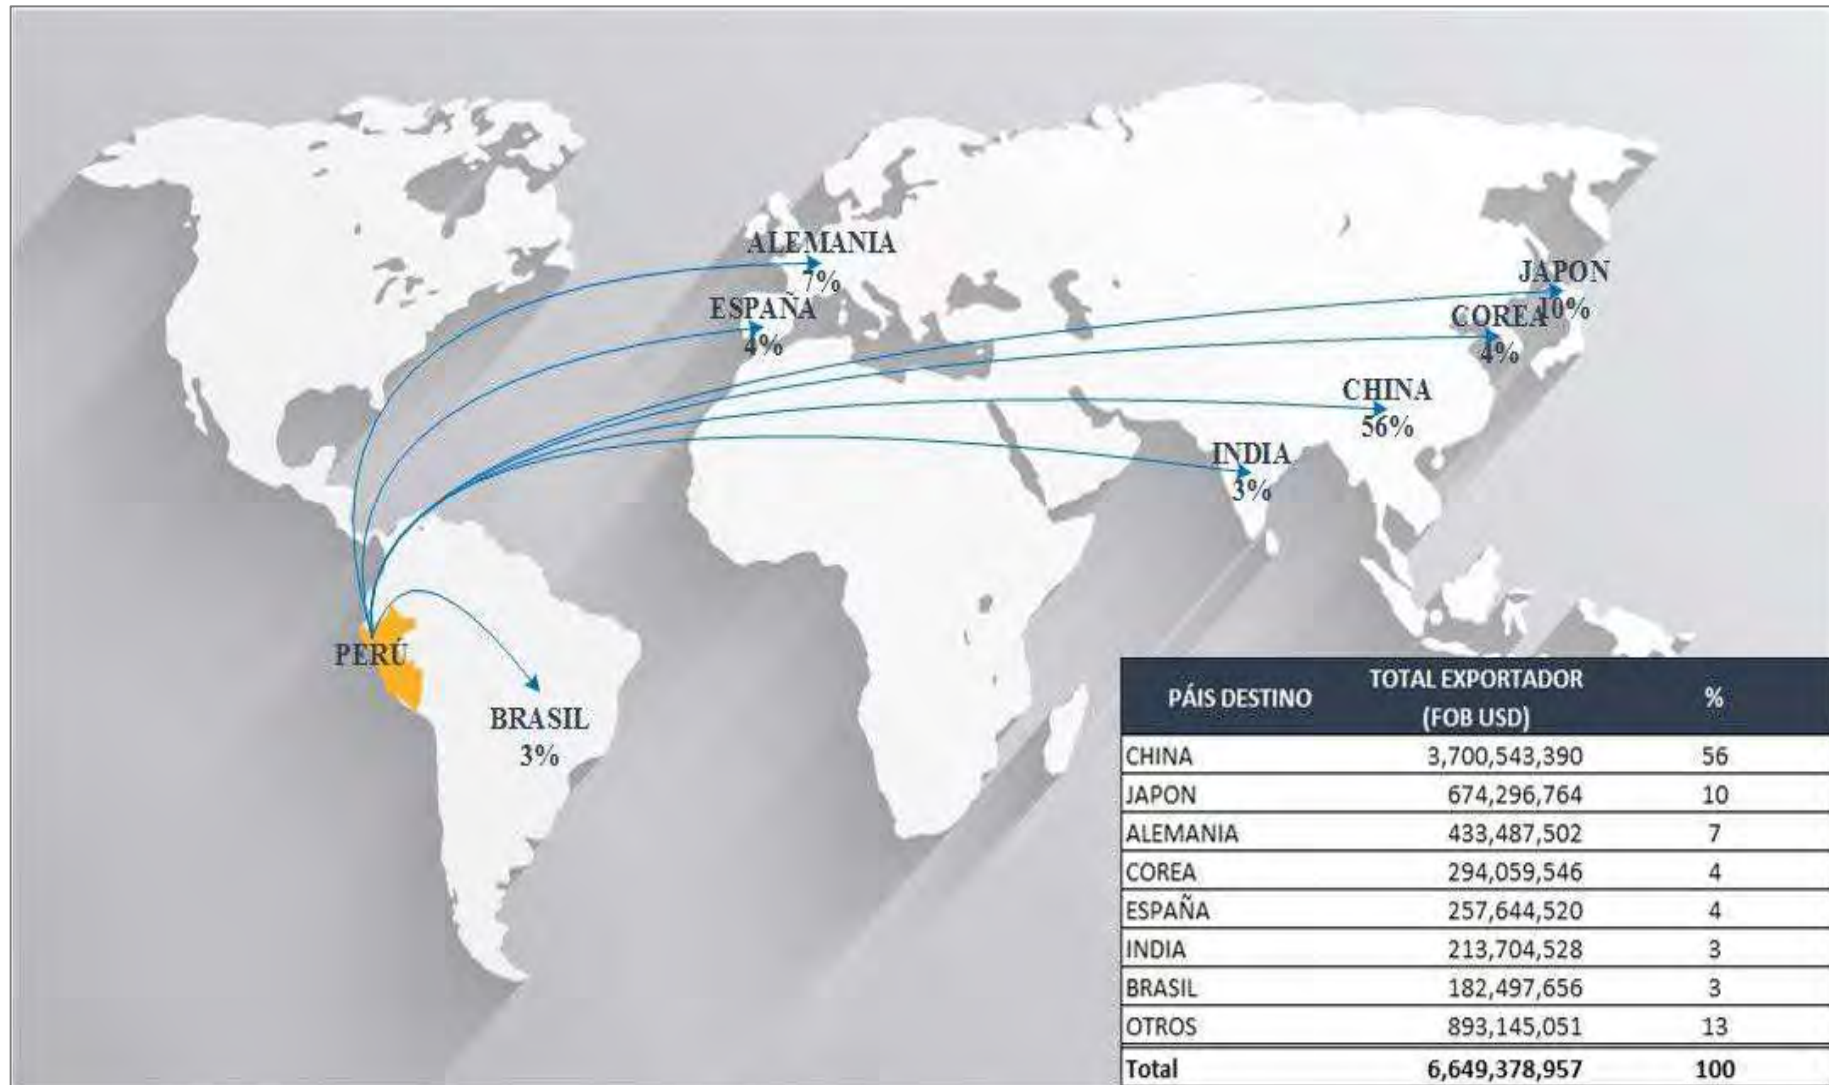 ALEMANIA
7%
ESPAÑA
4%
JAPON
10%
COREA
4%
CHINA
56%
INDIA
3%
PERÚ
BRASIL
3%
PÁIS DESTINO TOTAL EXPORTADOR (FOB USD) %
CHINA 3,700,543,390 56
JAPON 674,296,764 10
ALEMANIA 433,487,502 7
COREA 294,059,546 4
ESPAÑA 257,644,520 4
INDIA 213,704,528 3
BRASIL 182,497,656 3
OTROS 893,145,051 13
Total 6,649,378,957 100